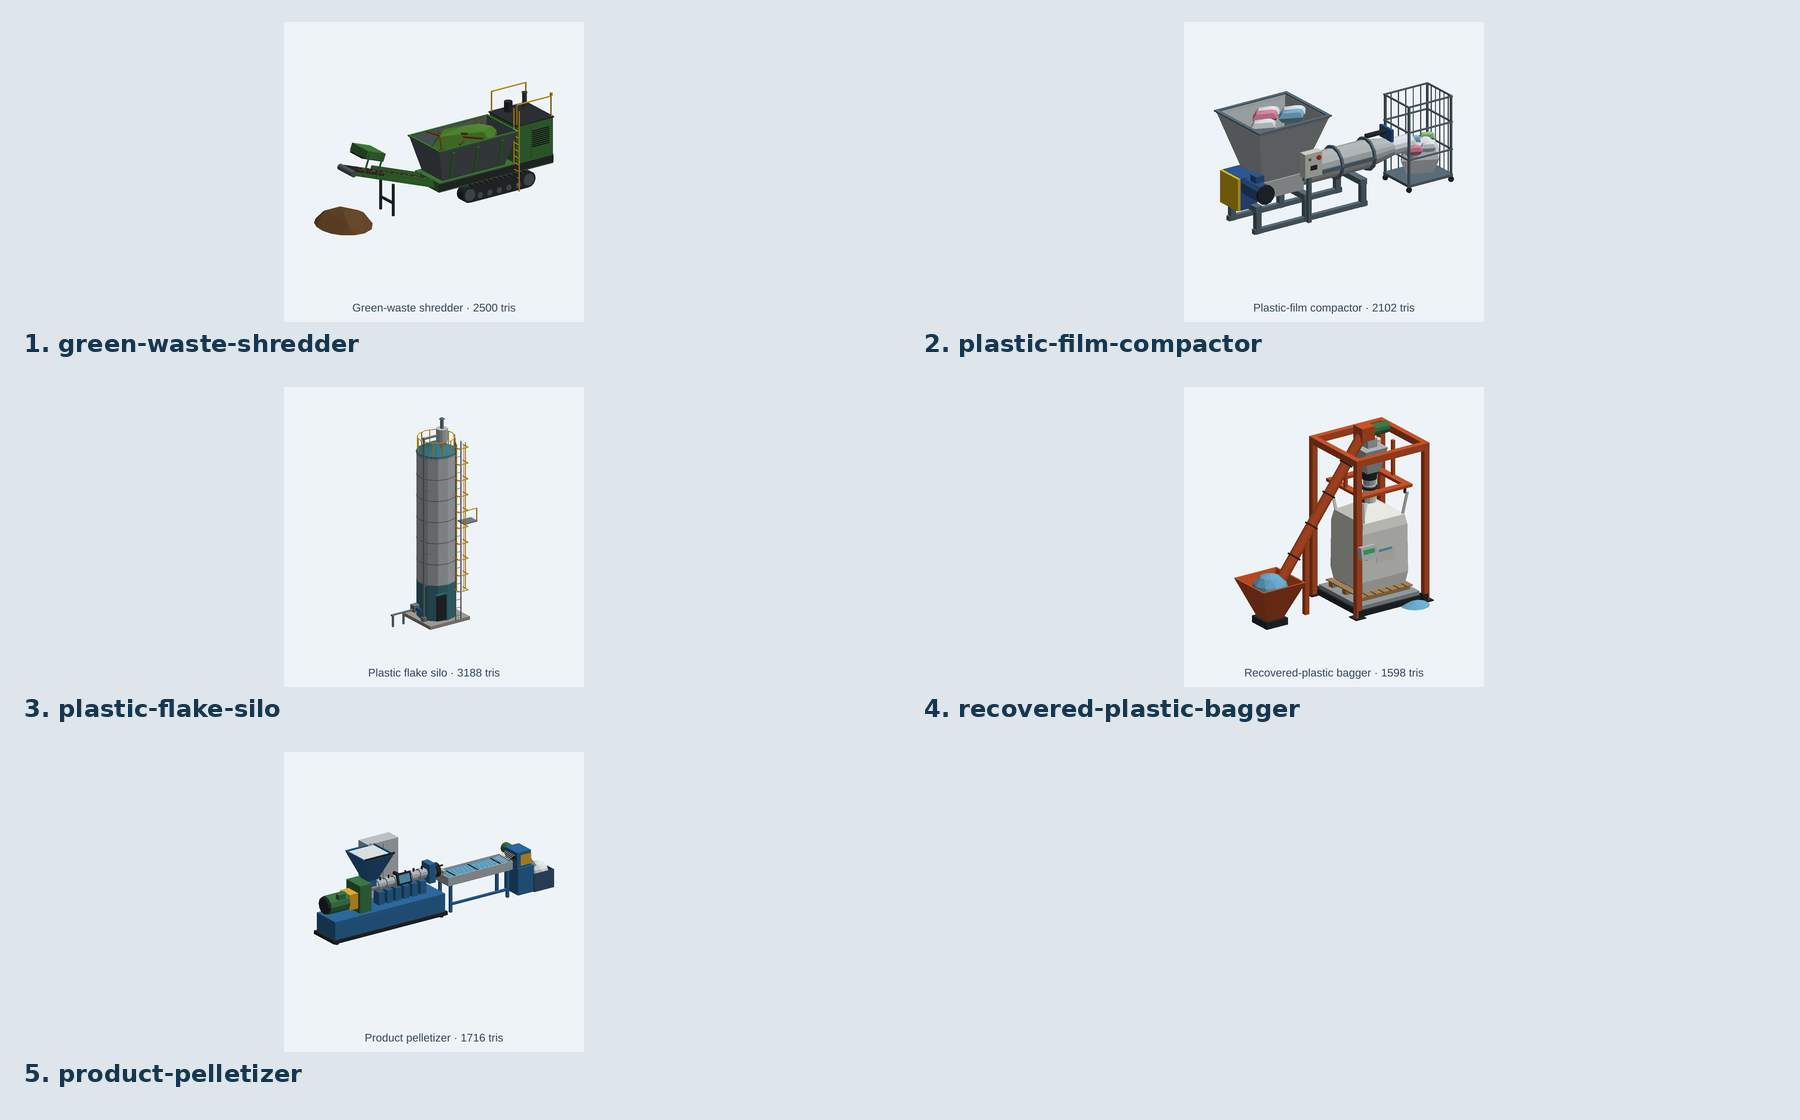 Green-waste shredder · 2500 tris
1. green-waste-shredder
Plastic-film compactor · 2102 tris
2. plastic-film-compactor
Plastic flake silo · 3188 tris
3. plastic-flake-silo
Recovered-plastic bagger · 1598 tris
4. recovered-plastic-bagger
Product pelletizer · 1716 tris
5. product-pelletizer